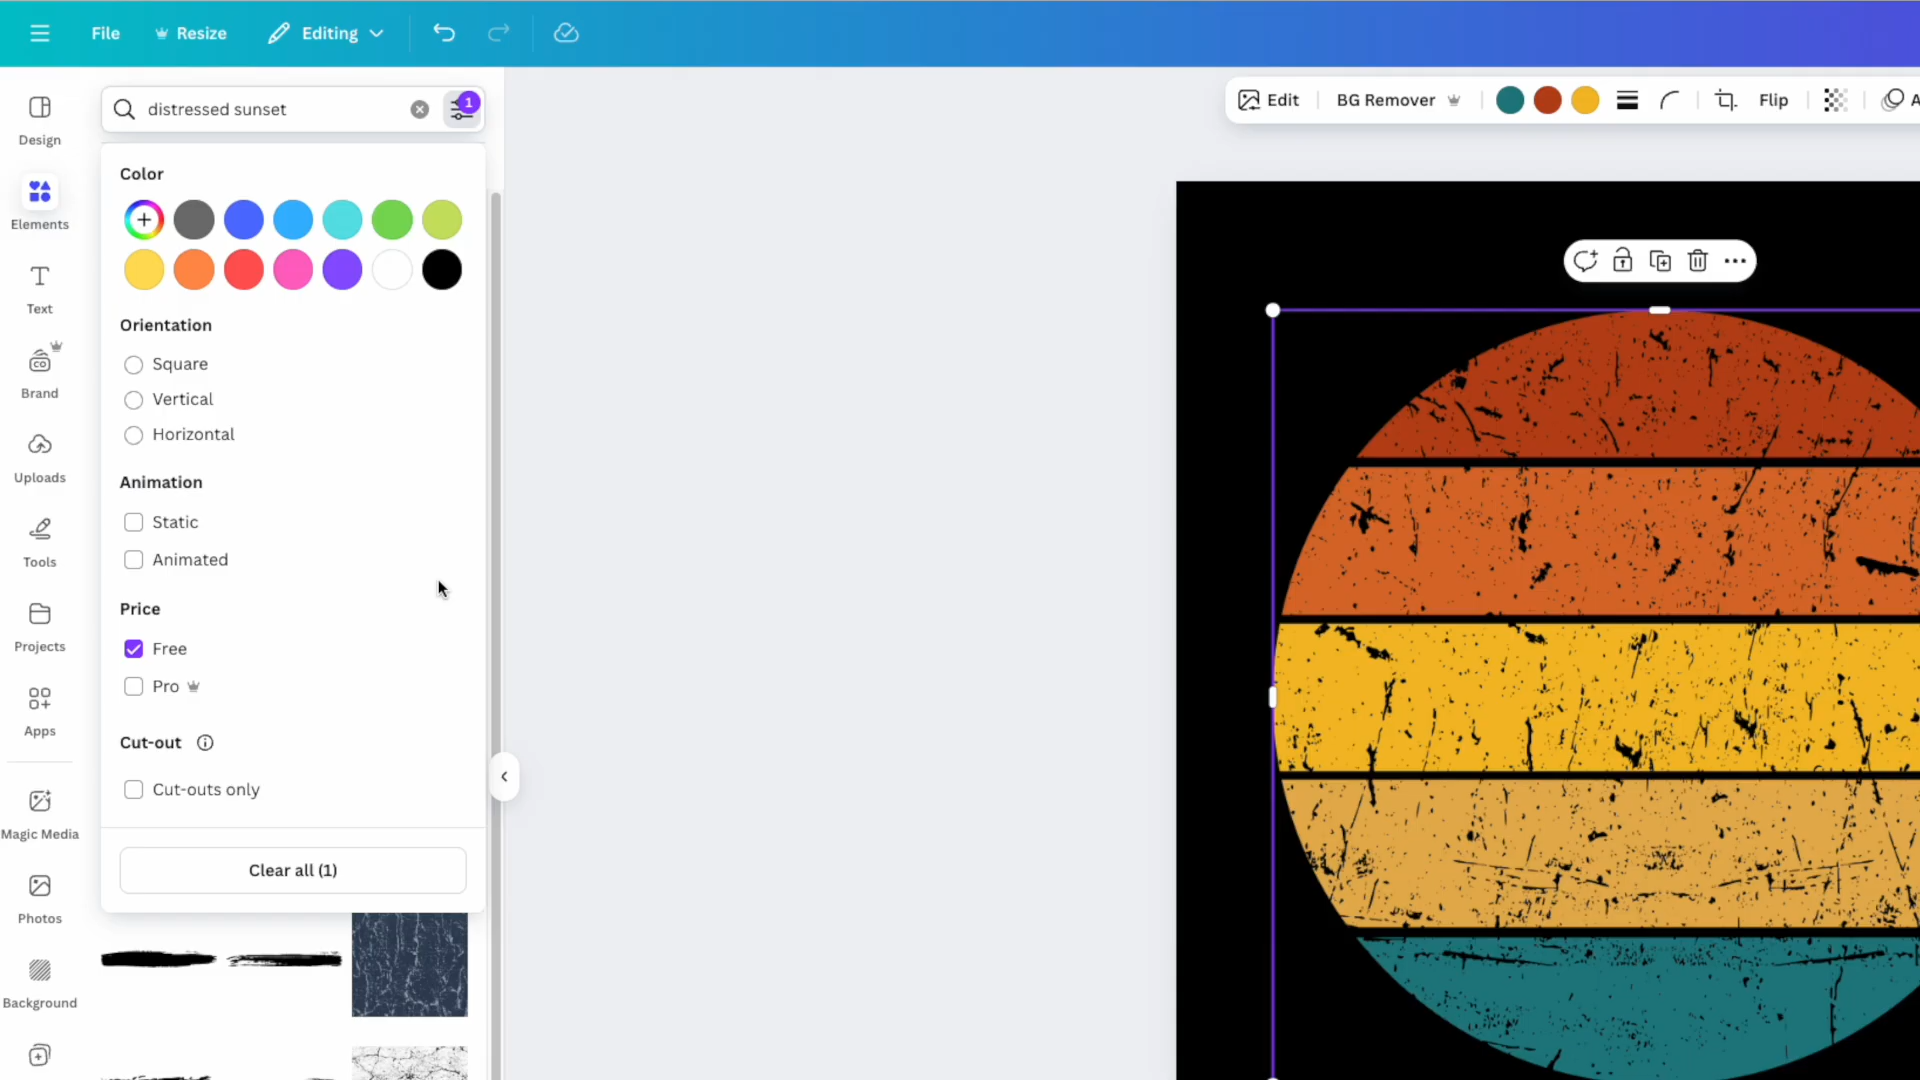 File
Resize
Editing
distressed sunset
1
Edit
BG Remover
Flip
A
Design
Elements
Text
Brand
Uploads
Tools
Projects
Apps
Magic Media
Photos
Background
Color
Orientation
Square
Vertical
Horizontal
Animation
Static
Animated
Price
Free
Pro
Cut-out
Cut-outs only
Clear all (1)